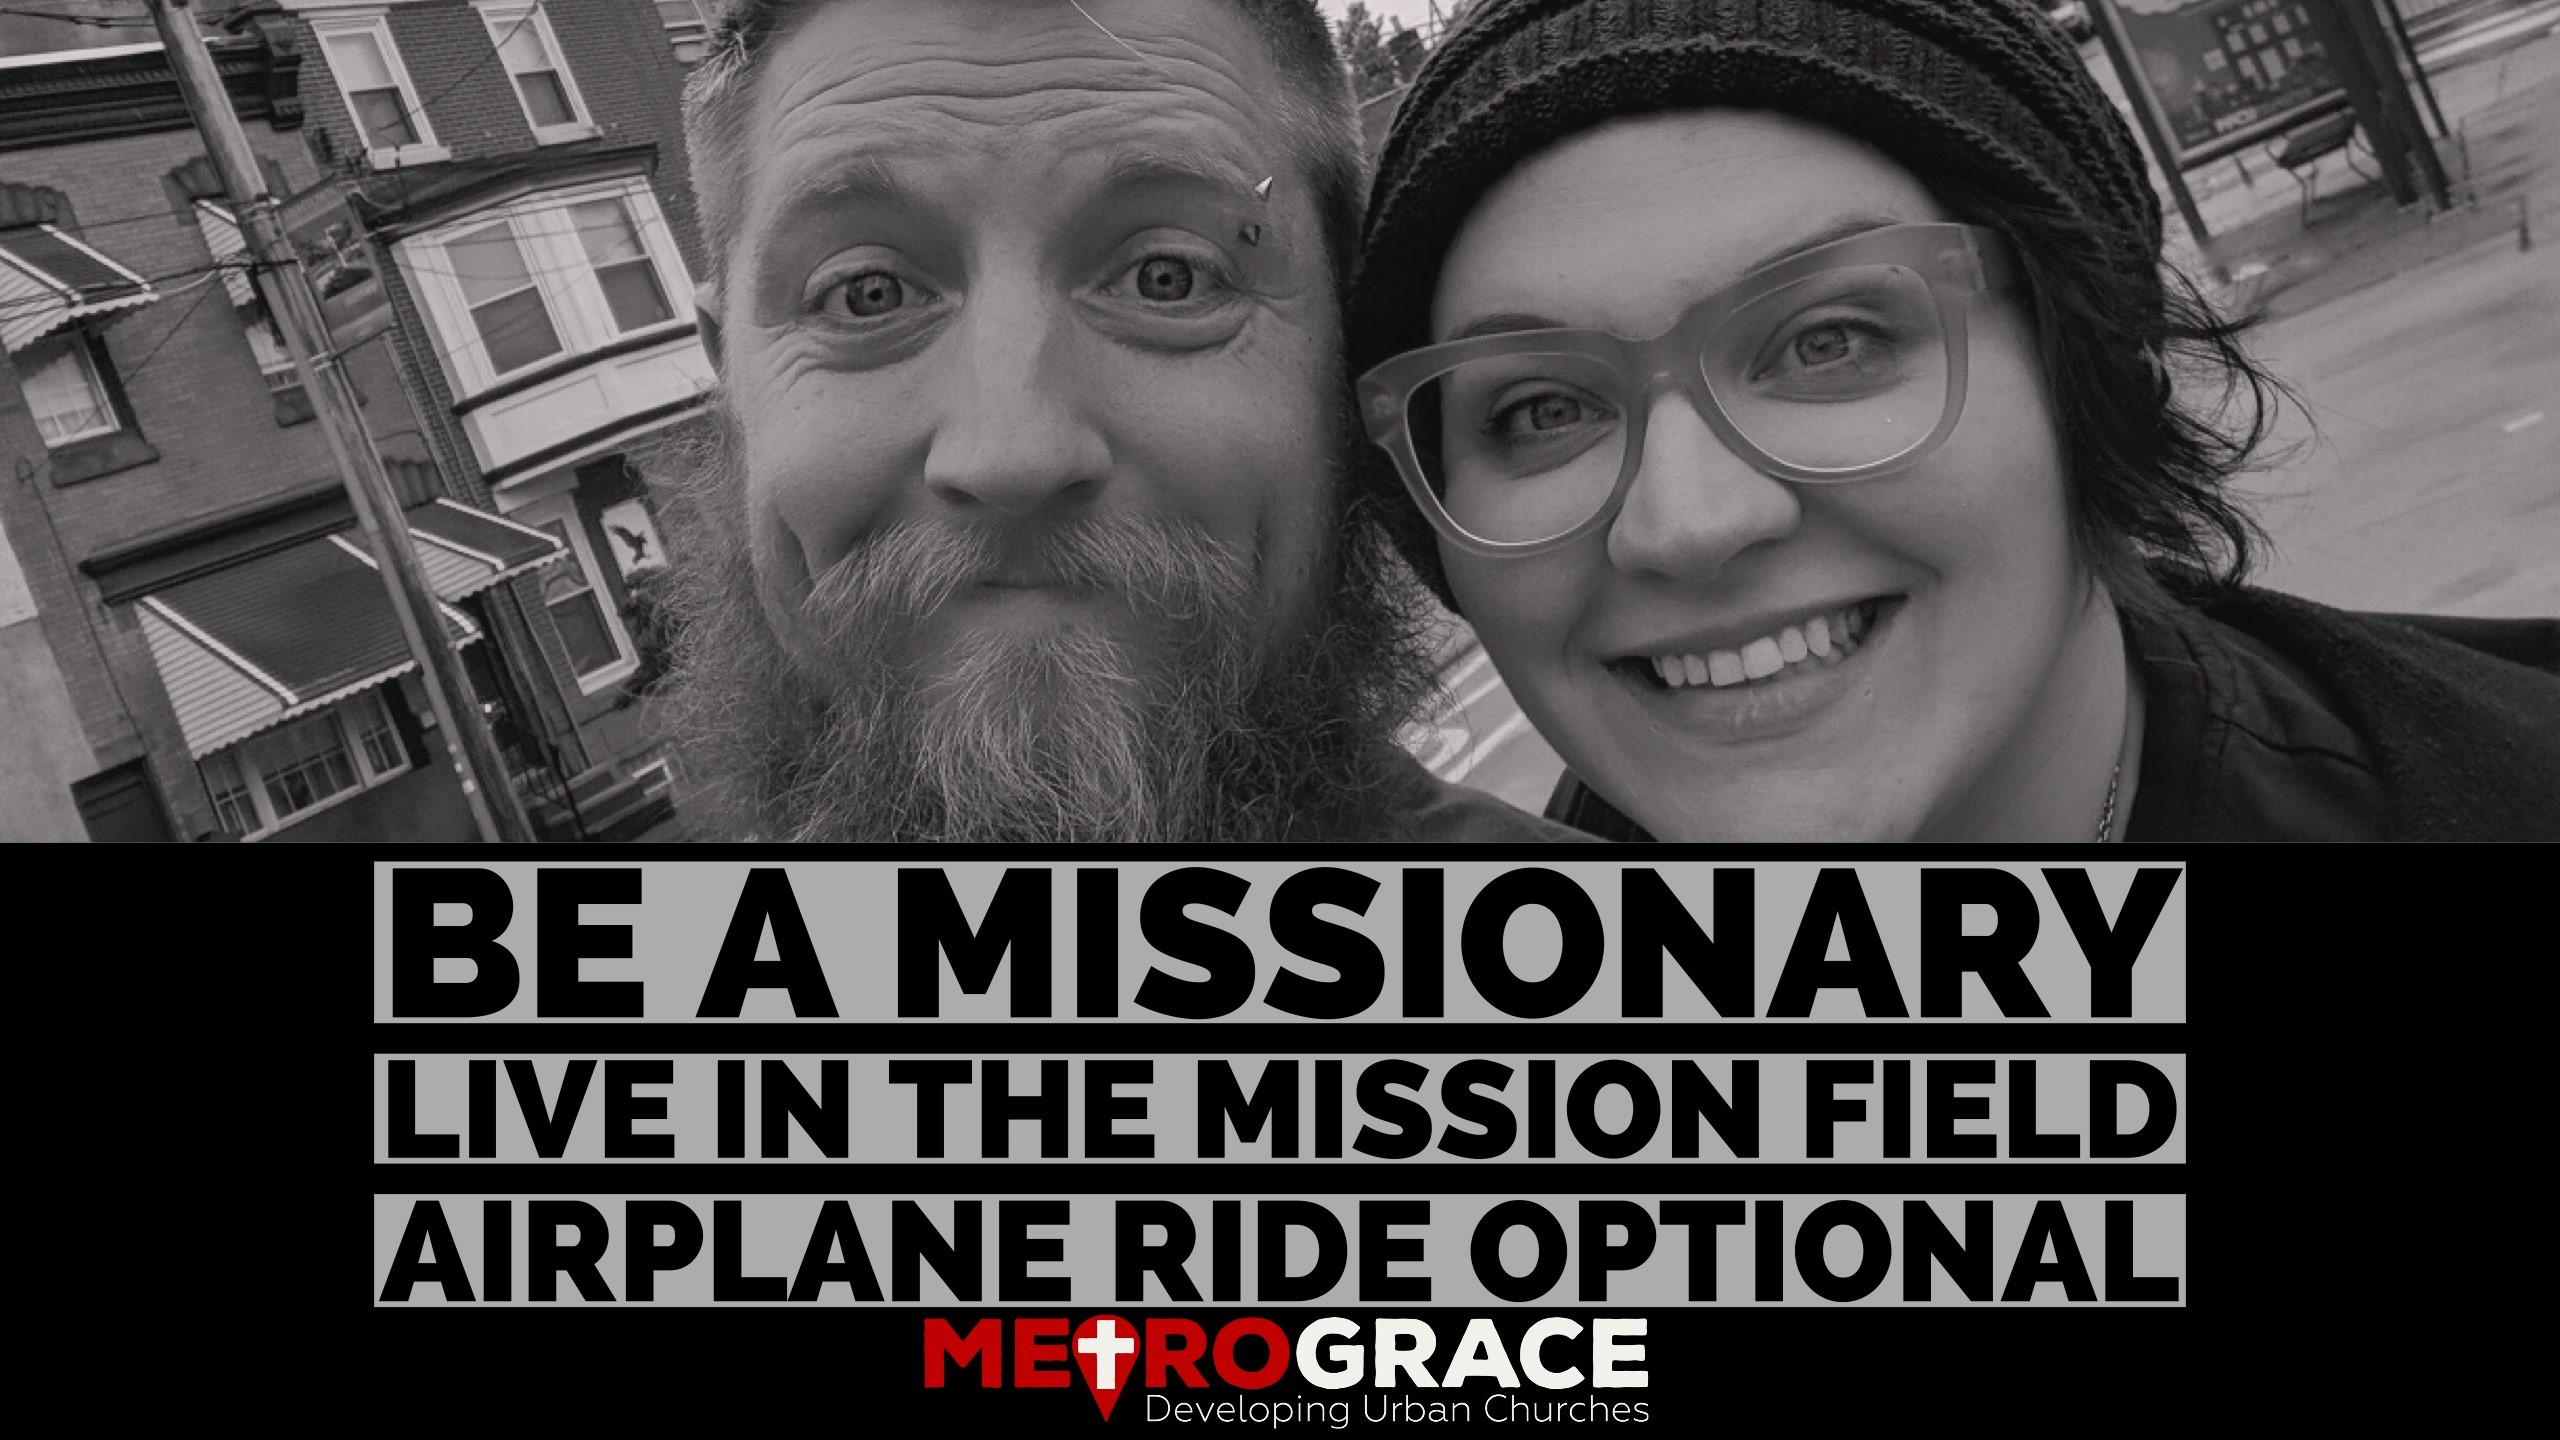 BE A MISSIONARY
LIVE IN THE MISSION FIELD
AIRPLANE RIDE OPTIONAL
METROGRACE
Developing Urban Churches